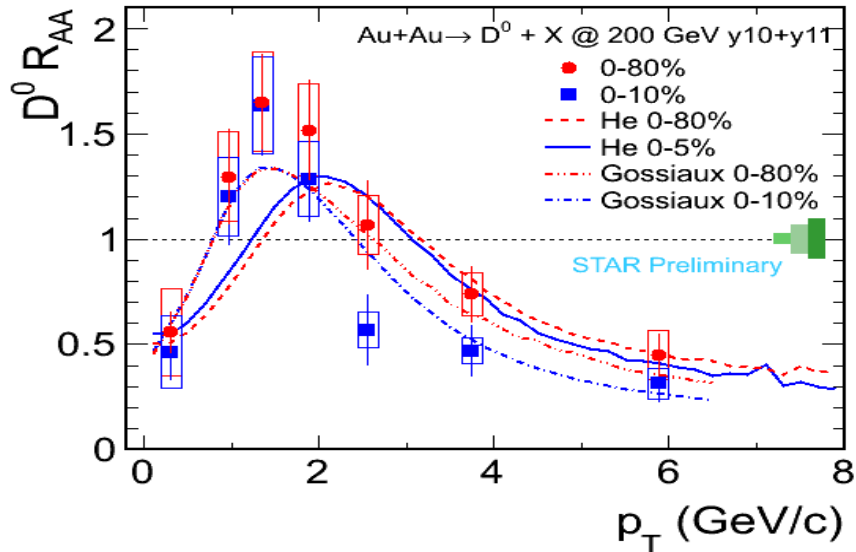 Au+Au→ D⁰ + X @ 200 GeV y10+y11
0-80%
0-10%
He 0-80%
He 0-5%
Gossiaux 0-80%
Gossiaux 0-10%
STAR Preliminary
D⁰ R_AA
2
1.5
1
0.5
0
0 2 4 6 8
p_T (GeV/c)